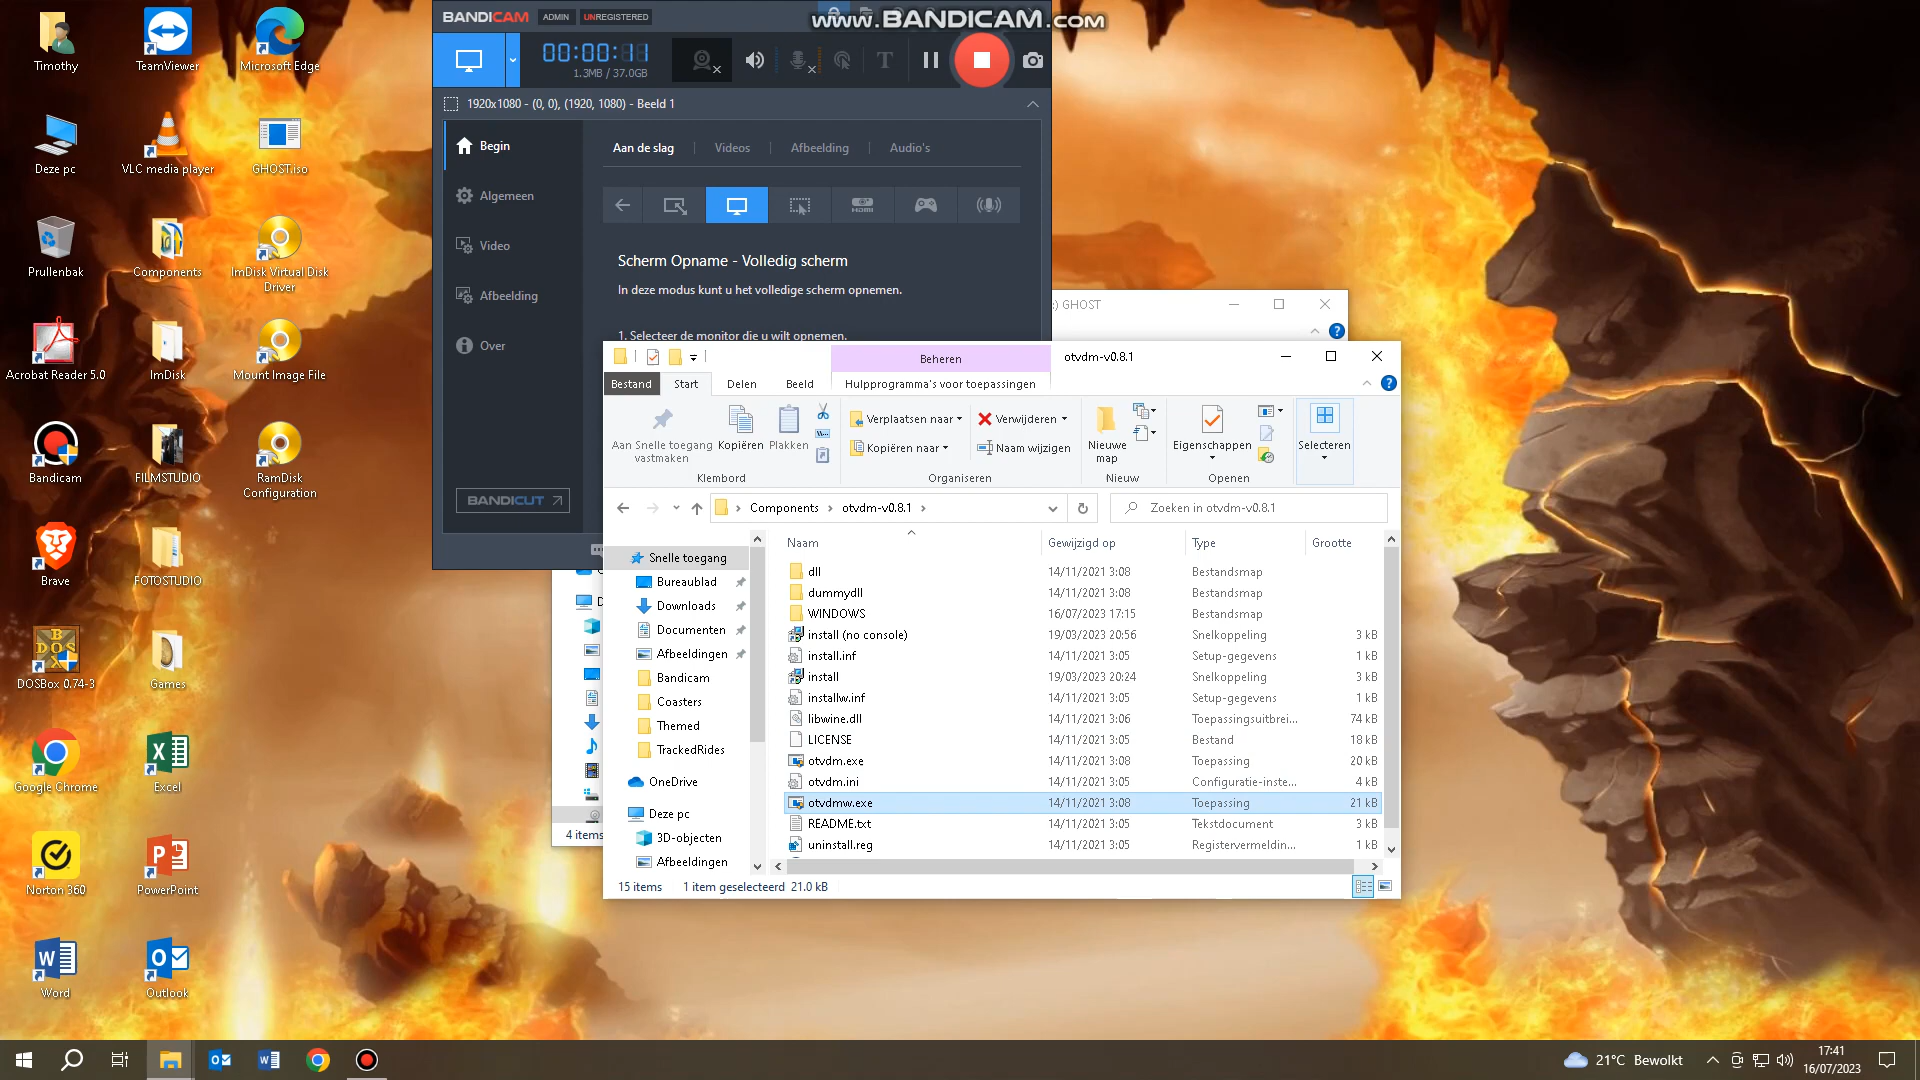 Timothy
TeamViewer
Microsoft Edge
Deze pc
VLC media player
GHOST.iso
Prullenbak
Components
ImDisk Virtual Disk
Driver
Acrobat Reader 5.0
ImDisk
Mount Image File
Bandicam
FILMSTUDIO
RamDisk
Configuration
Brave
FOTOSTUDIO
DOSBox 0.74-3
Games
Google Chrome
Excel
Norton 360
PowerPoint
Word
Outlook
BANDICAM
ADMIN
UNREGISTERED
www.BANDICAM.com
00:00:11
1.3MB / 37.0GB
1920x1080 - (0, 0), (1920, 1080) - Beeld 1
Begin
Algemeen
Video
Afbeelding
Over
BANDICUT
Aan de slag
Videos
Afbeelding
Audio's
HDMI
Scherm Opname - Volledig scherm
In deze modus kunt u het volledige scherm opnemen.
1. Selecteer de monitor die u wilt opnemen.
:) GHOST
4 items
Beheren
otvdm-v0.8.1
Bestand
Start
Delen
Beeld
Hulpprogramma's voor toepassingen
Aan Snelle toegang
vastmaken
Kopiëren
Plakken
Klembord
Verplaatsen naar
Kopiëren naar
Verwijderen
Naam wijzigen
Organiseren
Nieuwe
map
Nieuw
Eigenschappen
Openen
Selecteren
Components
otvdm-v0.8.1
Zoeken in otvdm-v0.8.1
Snelle toegang
Bureaublad
Downloads
Documenten
Afbeeldingen
Bandicam
Coasters
Themed
TrackedRides
OneDrive
Deze pc
3D-objecten
Afbeeldingen
Naam Gewijzigd op Type Grootte
dll 14/11/2021 3:08 Bestandsmap
dummydll 14/11/2021 3:08 Bestandsmap
WINDOWS 16/07/2023 17:15 Bestandsmap
install (no console) 19/03/2023 20:56 Snelkoppeling 3 kB
install.inf 14/11/2021 3:05 Setup-gegevens 1 kB
install 19/03/2023 20:24 Snelkoppeling 3 kB
installw.inf 14/11/2021 3:05 Setup-gegevens 1 kB
libwine.dll 14/11/2021 3:06 Toepassingsuitbrei... 74 kB
LICENSE 14/11/2021 3:05 Bestand 18 kB
otvdm.exe 14/11/2021 3:08 Toepassing 20 kB
otvdm.ini 14/11/2021 3:05 Configuratie-inste... 4 kB
otvdmw.exe 14/11/2021 3:08 Toepassing 21 kB
README.txt 14/11/2021 3:05 Tekstdocument 3 kB
uninstall.reg 14/11/2021 3:05 Registervermeldin... 1 kB
15 items 1 item geselecteerd 21.0 kB
21°C Bewolkt
17:41
16/07/2023